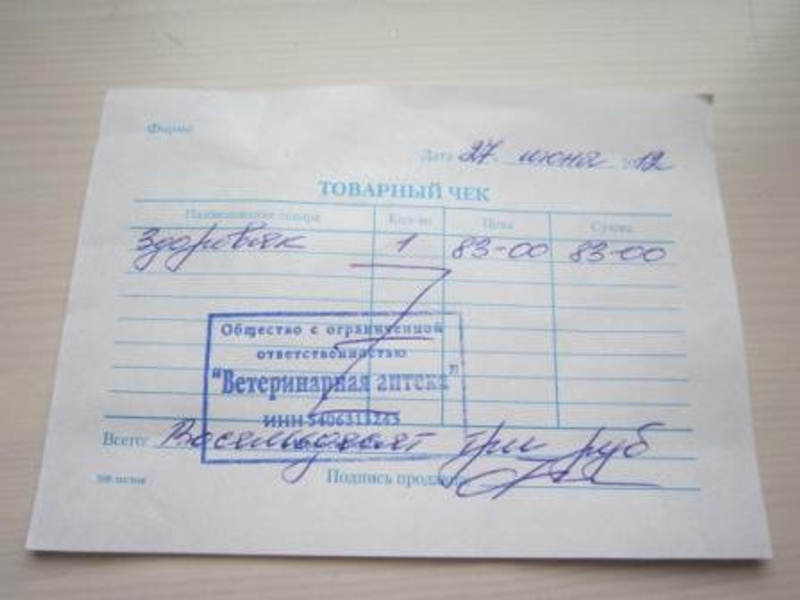 Фирма
Дата 27 июня 2012
ТОВАРНЫЙ ЧЕК
Наименование товара Кол-во Цена Сумма
Здоровяк 1 83-00 83-00
Общество с ограниченной
ответственностью
"Ветеринарная аптека"
ИНН
Всего: Восемьдесят три руб
Подпись продавца